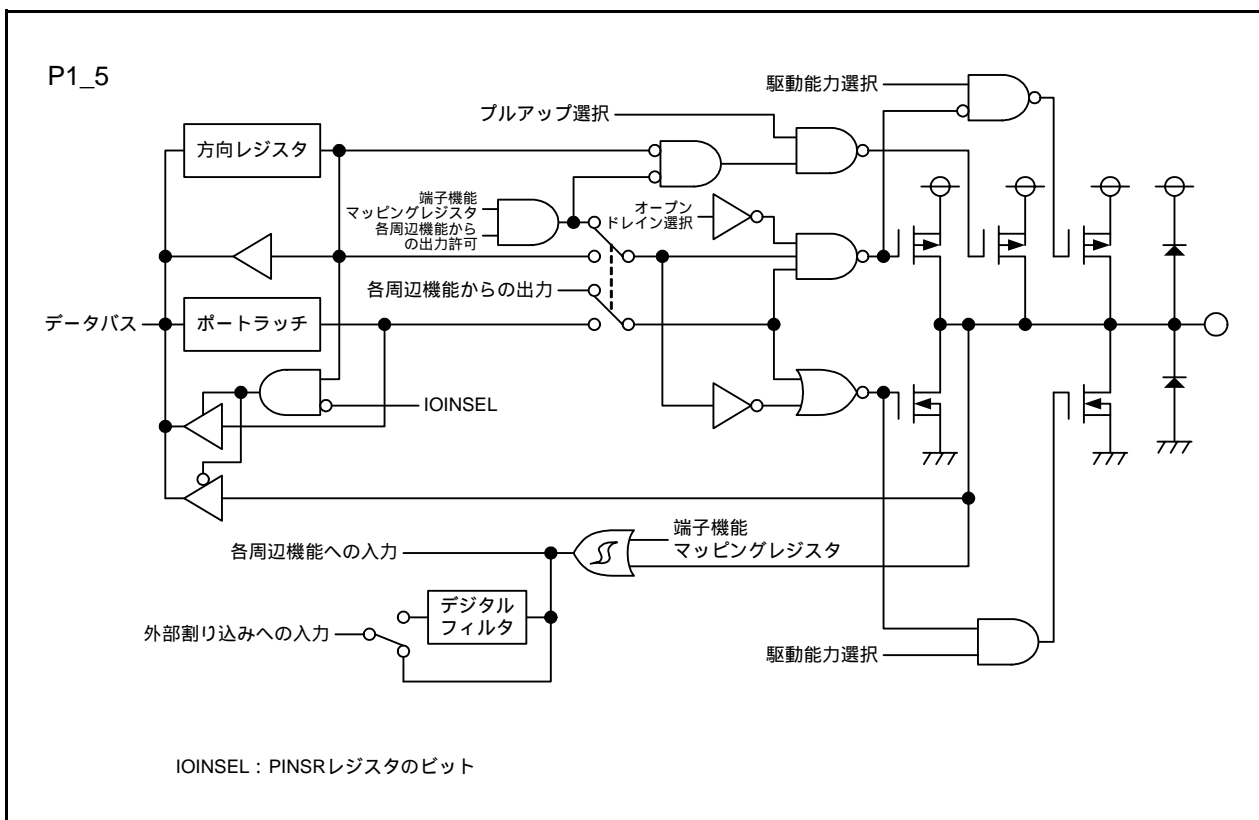 P1_5
駆動能力選択
プルアップ選択
方向レジスタ
端子機能
マッピングレジスタ
各周辺機能から
の出力許可
オープン
ドレイン選択
各周辺機能からの出力
データバス
ポートラッチ
IOINSEL
端子機能
マッピングレジスタ
各周辺機能への入力
デジタル
フィルタ
外部割り込みへの入力
駆動能力選択
IOINSEL：PINSRレジスタのビット